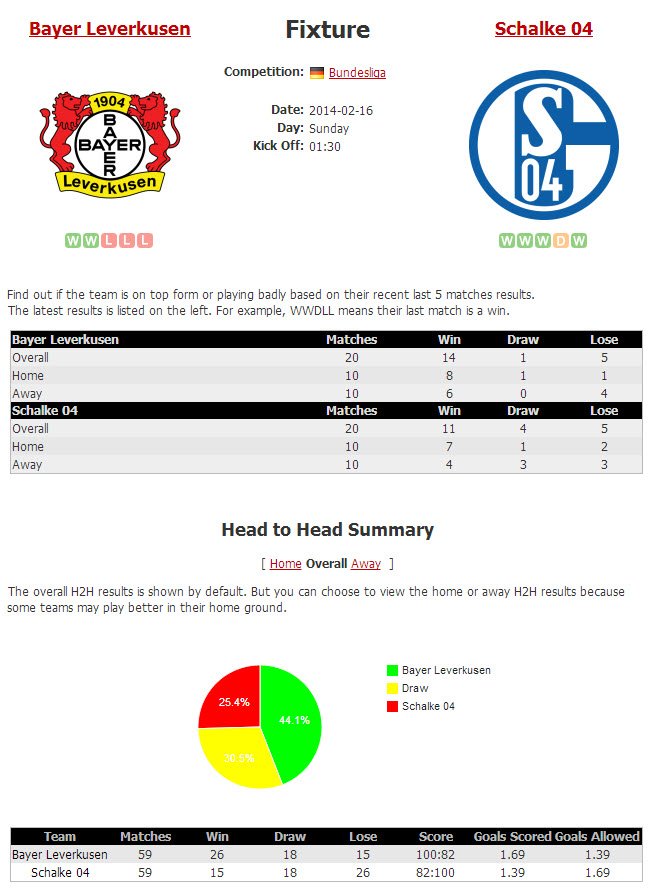 Bayer Leverkusen
Fixture
Schalke 04
Competition: Bundesliga
Date: 2014-02-16
Day: Sunday
Kick Off: 01:30
1904
BAYER
BAYER
Leverkusen
S
04
W W L L L
W W W D W
Find out if the team is on top form or playing badly based on their recent last 5 matches results.
The latest results is listed on the left. For example, WWDLL means their last match is a win.
Bayer Leverkusen Matches Win Draw Lose
Overall 20 14 1 5
Home 10 8 1 1
Away 10 6 0 4
Schalke 04 Matches Win Draw Lose
Overall 20 11 4 5
Home 10 7 1 2
Away 10 4 3 3
Head to Head Summary
[ Home Overall Away ]
The overall H2H results is shown by default. But you can choose to view the home or away H2H results because
some teams may play better in their home ground.
Bayer Leverkusen
Draw
Schalke 04
25.4%
44.1%
30.5%
Team Matches Win Draw Lose Score Goals Scored Goals Allowed
Bayer Leverkusen 59 26 18 15 100:82 1.69 1.39
Schalke 04 59 15 18 26 82:100 1.39 1.69